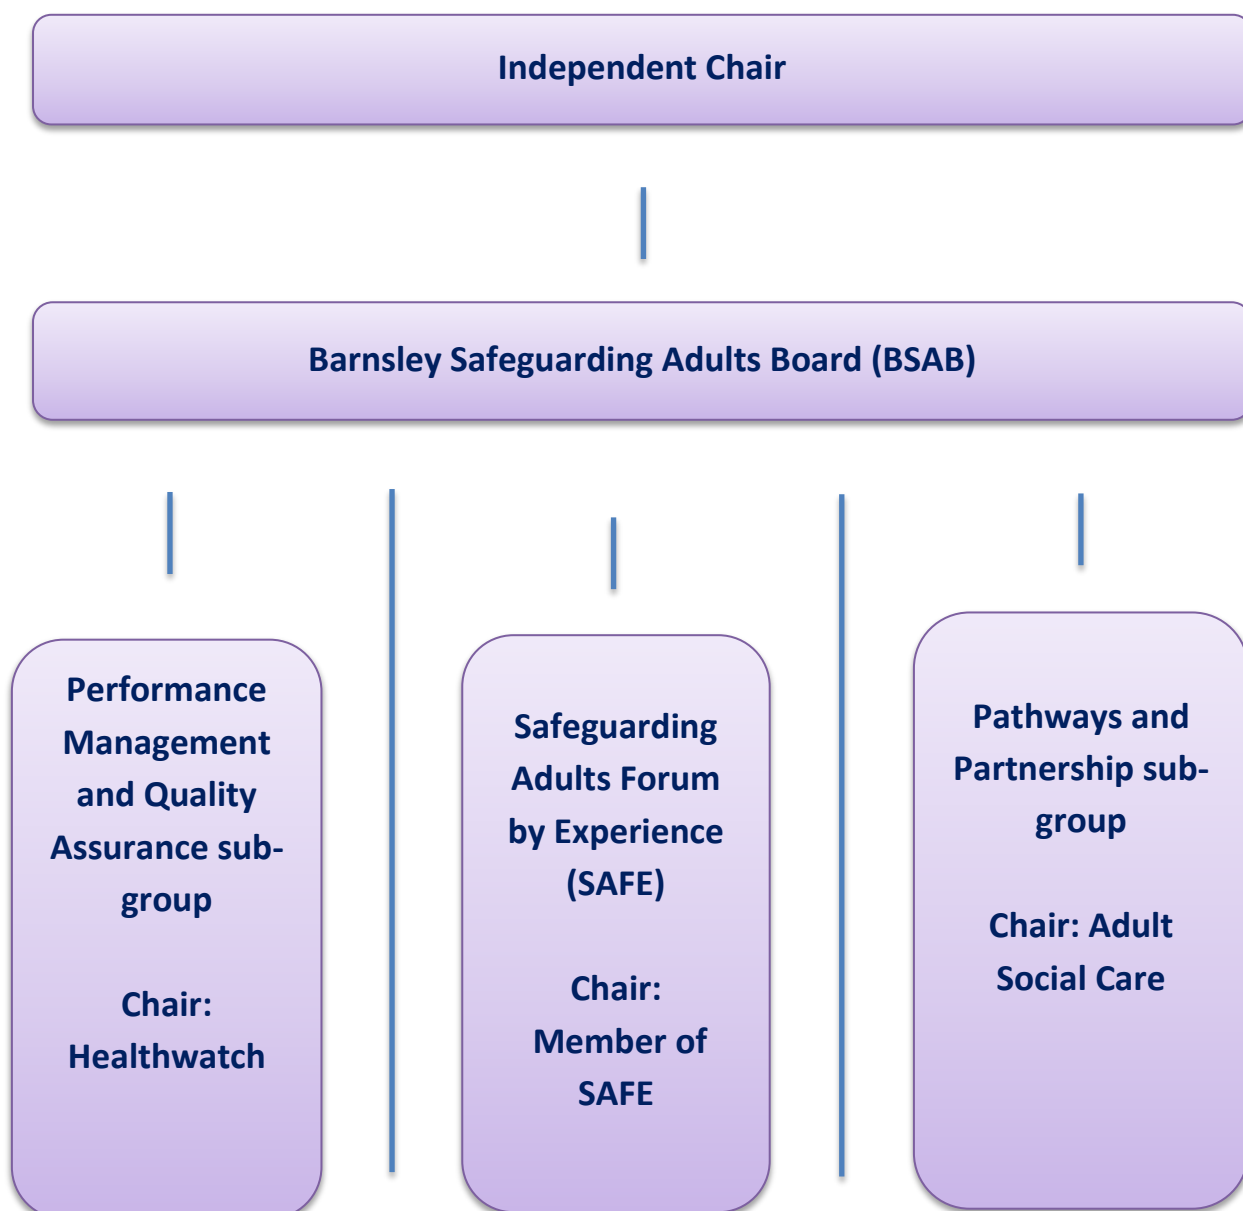 Independent Chair
Barnsley Safeguarding Adults Board (BSAB)
Performance
Management
and Quality
Assurance sub-
group
Chair:
Healthwatch
Safeguarding
Adults Forum
by Experience
(SAFE)
Chair:
Member of
SAFE
Pathways and
Partnership sub-
group
Chair: Adult
Social Care